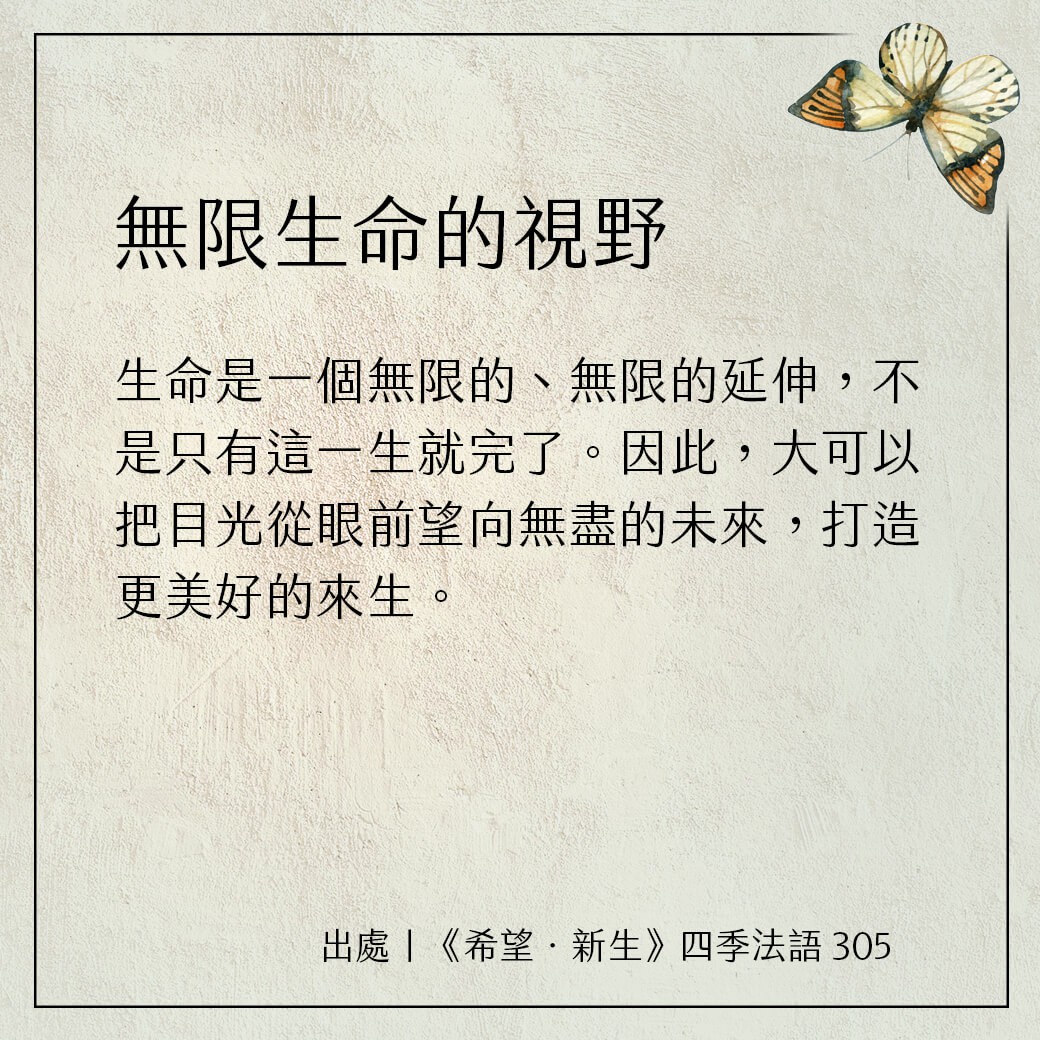 無限生命的視野
生命是一個無限的、無限的延伸，不
是只有這一生就完了。因此，大可以
把目光從眼前望向無盡的未來，打造
更美好的來生。
出處｜《希望．新生》四季法語 305